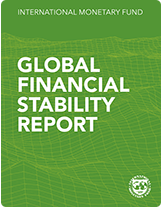 INTERNATIONAL MONETARY FUND
GLOBAL
FINANCIAL
STABILITY
REPORT